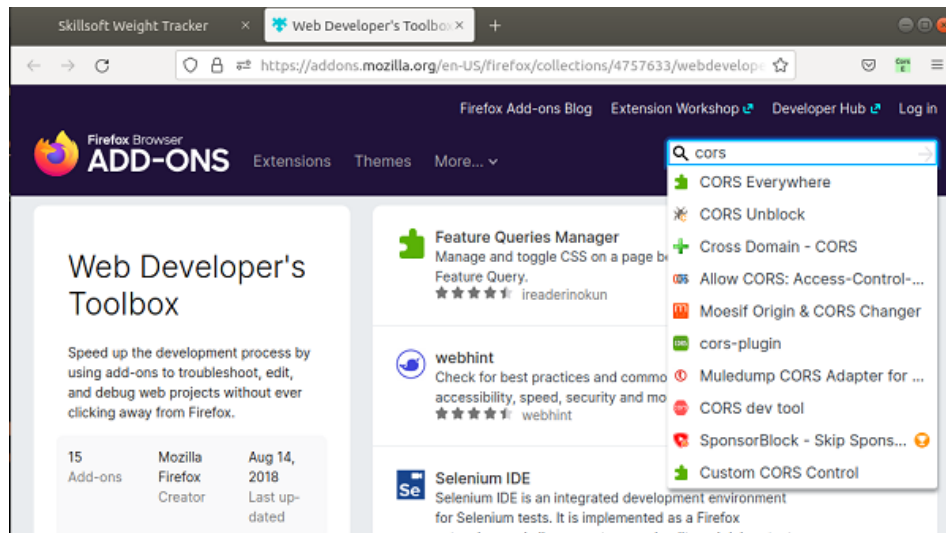 Skillsoft Weight Tracker
Web Developer's Toolbox
https://addons.mozilla.org/en-US/firefox/collections/4757633/webdevelope
Cors
E
Firefox Add-ons Blog
Extension Workshop
Developer Hub
Log in
Firefox Browser
ADD-ONS
Extensions
Themes
More...
cors
CORS Everywhere
CORS Unblock
Cross Domain - CORS
Allow CORS: Access-Control-...
Moesif Origin & CORS Changer
cors-plugin
Muledump CORS Adapter for ...
CORS dev tool
SponsorBlock - Skip Spons...
Custom CORS Control
Web Developer's
Toolbox
Speed up the development process by
using add-ons to troubleshoot, edit,
and debug web projects without ever
clicking away from Firefox.
15
Add-ons
Mozilla
Firefox
Creator
Aug 14,
2018
Last up-
dated
Feature Queries Manager
Manage and toggle CSS on a page b
Feature Query.
ireaderinokun
webhint
Check for best practices and commo
accessibility, speed, security and mo
webhint
Se
Selenium IDE
Selenium IDE is an integrated development environment
for Selenium tests. It is implemented as a Firefox